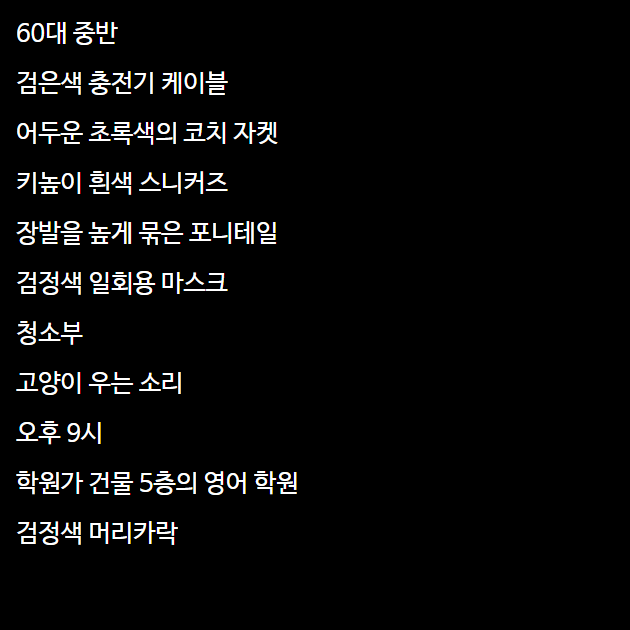 60대 중반
검은색 충전기 케이블
어두운 초록색의 코치 자켓
키높이 흰색 스니커즈
장발을 높게 묶은 포니테일
검정색 일회용 마스크
청소부
고양이 우는 소리
오후 9시
학원가 건물 5층의 영어 학원
검정색 머리카락